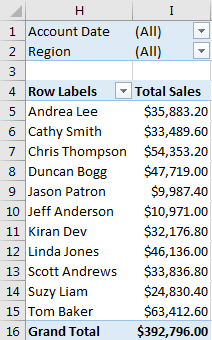 H I
1 Account Date (All)
2 Region (All)
3
4 Row Labels Total Sales
5 Andrea Lee $35,883.20
6 Cathy Smith $33,489.60
7 Chris Thompson $54,353.20
8 Duncan Bogg $47,719.00
9 Jason Patron $9,987.40
10 Jeff Anderson $10,971.00
11 Kiran Dev $32,176.80
12 Linda Jones $46,136.00
13 Scott Andrews $33,836.80
14 Suzy Liam $24,830.40
15 Tom Baker $63,412.60
16 Grand Total $392,796.00